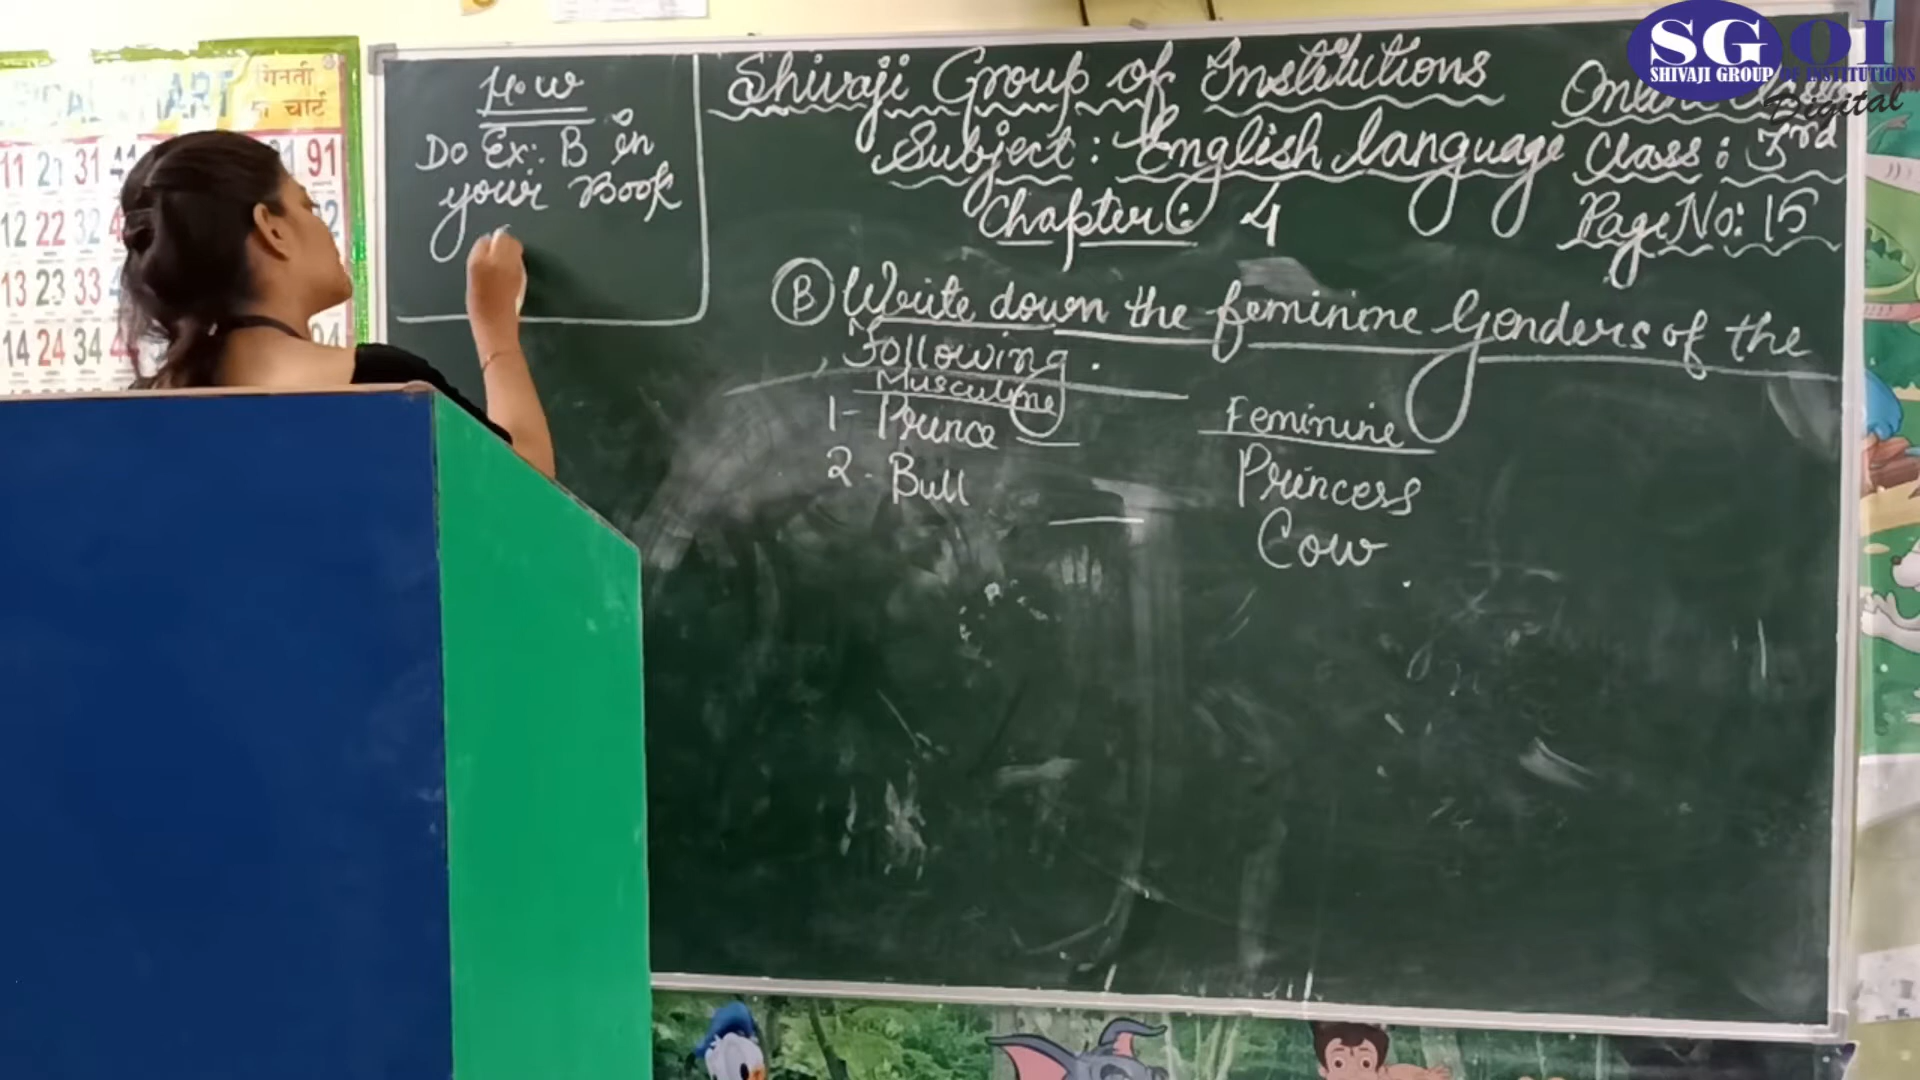 H.W
Do Ex: B in
your Book
Shivaji Group of Institutions
Subject : English language
Class : 3rd
Chapter : 4
Page No: 15
(B) Write down the feminine Genders of the
Following.
Musculine
Feminine
1- Prince
Princess
2- Bull
Cow
SGOI
SHIVAJI GROUP OF INSTITUTIONS
Digital
गिनती
का चार्ट
11 21 31 91
12 22 32
13 23 33
14 24 34